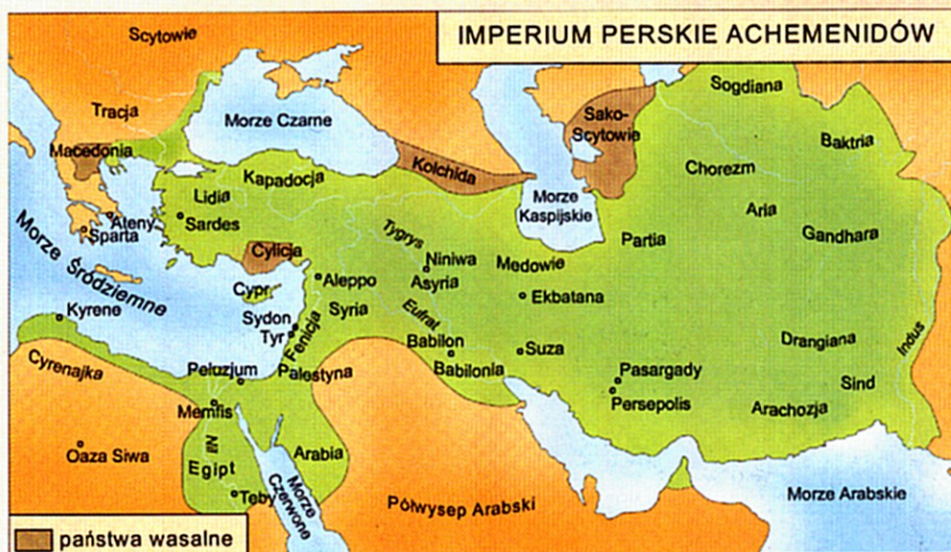 IMPERIUM PERSKIE ACHEMENIDÓW
Scytowie
Sogdiana
Tracja
Morze Czarne
Sako-
Scytowie
Baktria
Macedonia
Kolchida
Chorezm
Kapadocja
Lidia
Morze
Kaspijskie
Aria
Ateny
Sardes
Sparta
Tygrys
Partia
Gandhara
Cylicja
Niniwa
Medowie
Morze Śródziemne
Aleppo
Asyria
Cypr
Ekbatana
Kyrene
Sydon
Syria
Eufrat
Tyr
Fenicja
Babilon
Suza
Drangiana
Indus
Cyrenajka
Peluzjum
Palestyna
Babilonia
Pasargady
Sind
Memfis
Persepolis
Arachozja
Nil
Oaza Siwa
Egipt
Arabia
Teby
Morze
Czerwone
Półwysep Arabski
Morze Arabskie
państwa wasalne